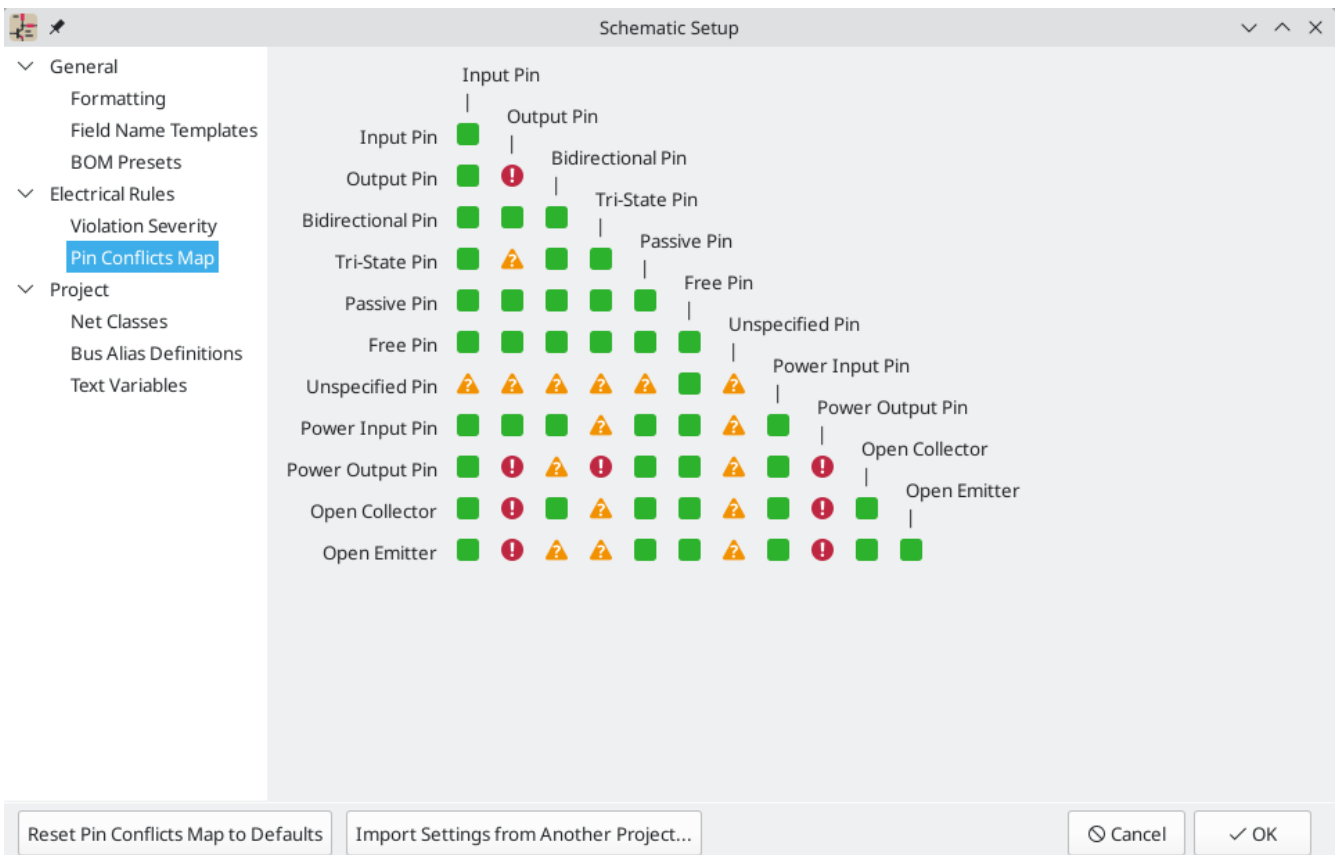 Schematic Setup
General
Formatting
Field Name Templates
BOM Presets
Electrical Rules
Violation Severity
Pin Conflicts Map
Project
Net Classes
Bus Alias Definitions
Text Variables
Input Pin
Output Pin
Bidirectional Pin
Tri-State Pin
Passive Pin
Free Pin
Unspecified Pin
Power Input Pin
Power Output Pin
Open Collector
Open Emitter
Input Pin
Output Pin
Bidirectional Pin
Tri-State Pin
Passive Pin
Free Pin
Unspecified Pin
Power Input Pin
Power Output Pin
Open Collector
Open Emitter
Reset Pin Conflicts Map to Defaults
Import Settings from Another Project...
Cancel
OK